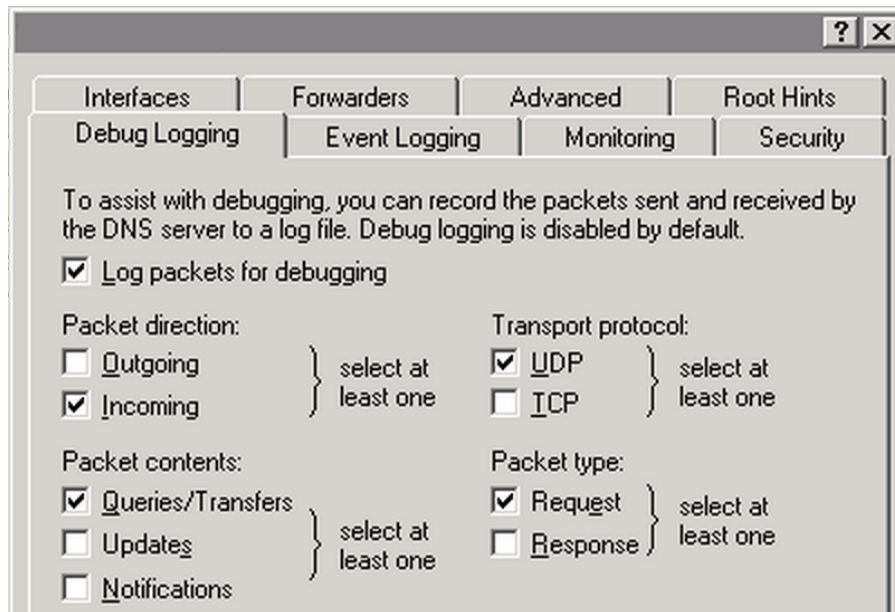 Interfaces Forwarders Advanced Root Hints
Debug Logging Event Logging Monitoring Security
To assist with debugging, you can record the packets sent and received by
the DNS server to a log file. Debug logging is disabled by default.
Log packets for debugging
Packet direction:
Outgoing
Incoming
select at
least one
Transport protocol:
UDP
TCP
select at
least one
Packet contents:
Queries/Transfers
Updates
Notifications
select at
least one
Packet type:
Request
Response
select at
least one